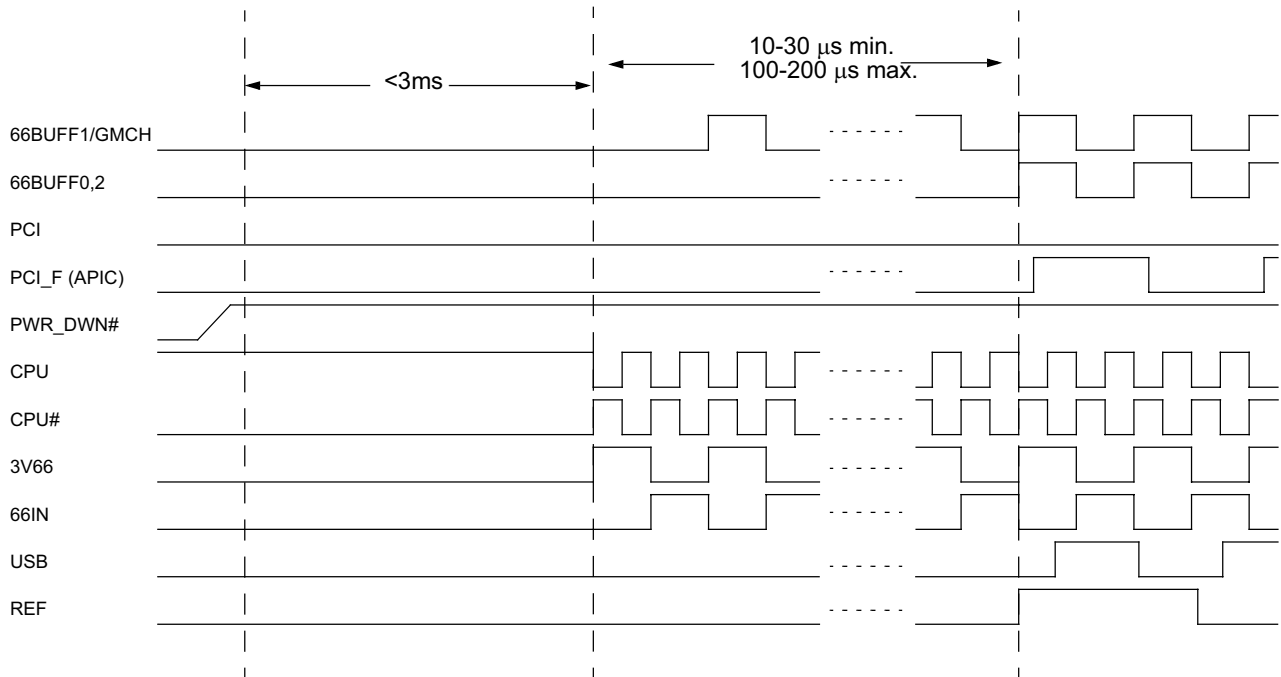 10-30 μs min.
100-200 μs max.
<3ms
66BUFF1/GMCH
66BUFF0,2
PCI
PCI_F (APIC)
PWR_DWN#
CPU
CPU#
3V66
66IN
USB
REF